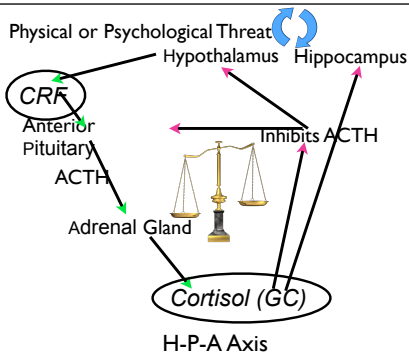 Physical or Psychological Threat
Hypothalamus Hippocampus
CRF
Anterior
Pituitary
Inhibits ACTH
ACTH
Adrenal Gland
Cortisol (GC)
H-P-A Axis